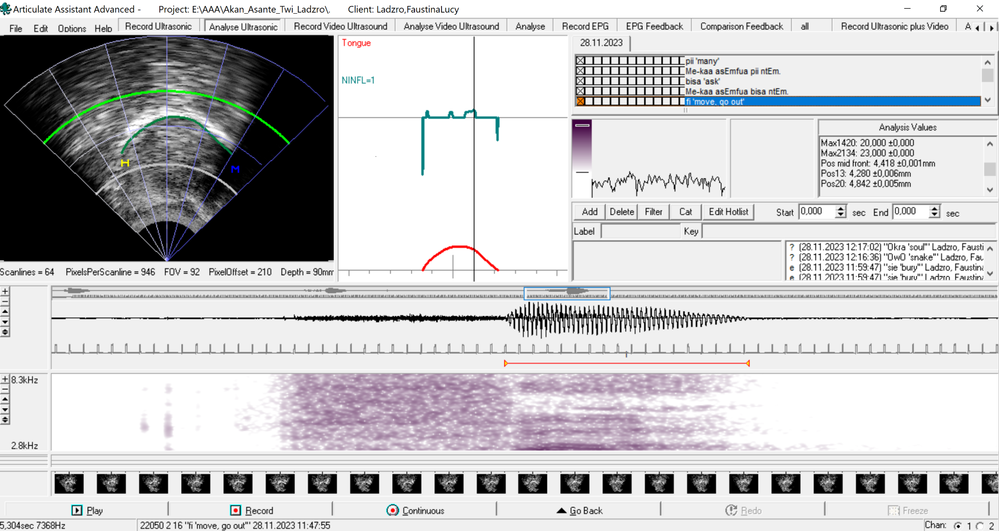 Articulate Assistant Advanced - Project: E:\AAA\Akan_Asante_Twi_Ladzro\. Client: Ladzro,FaustinaLucy
File Edit Options Help Record Ultrasonic Analyse Ultrasonic Record Video Ultrasound Analyse Video Ultrasound Analyse Record EPG EPG Feedback Comparison Feedback all Record Ultrasonic plus Video A
Tongue
NINFL=1
H
M
Scanlines = 64 PixelsPerScanline = 946 FOV = 92 PixelOffset = 210 Depth = 90mm
28.11.2023
pii 'many'
Me-kaa asEmfua pii ntEm.
bisa 'ask'
Me-kaa asEmfua bisa ntEm.
fi 'move, go out'
Analysis Values
Max1420: 20,000 ±0,000
Max2134: 23,000 ±0,000
Pos mid front: 4,418 ±0,001mm
Pos13: 4,280 ±0,006mm
Pos20: 4,842 ±0,005mm
Add Delete Filter Cat Edit Hotlist Start 0,000 sec End 0,000 sec
Label Key
? (28.11.2023 12:17:02) "Okra 'soul'" Ladzro, Fausti
? (28.11.2023 12:16:36) "OwO 'snake'" Ladzro, Fau
e (28.11.2023 11:59:47) "sie 'bury'" Ladzro, Faustina
e (28.11.2023 11:59:47) "sie 'bury'" Ladzro, Faustina
8.3kHz
2.8kHz
Play Record Continuous Go Back Redo Freeze
5,304sec 7368Hz 22050 2 16 "fi 'move, go out'" 28.11.2023 11:47:55 Chan: 1 2